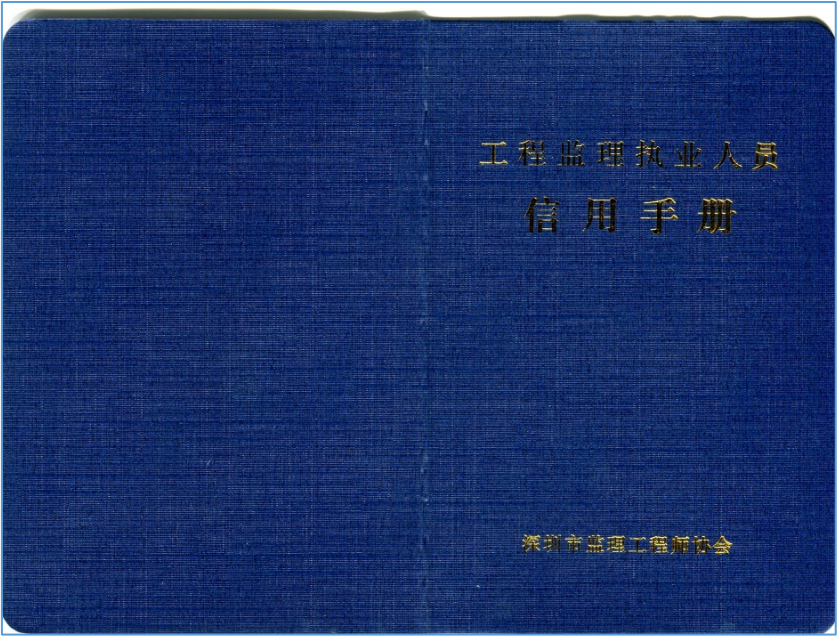 工程监理执业人员
信用手册
深圳市监理工程师协会